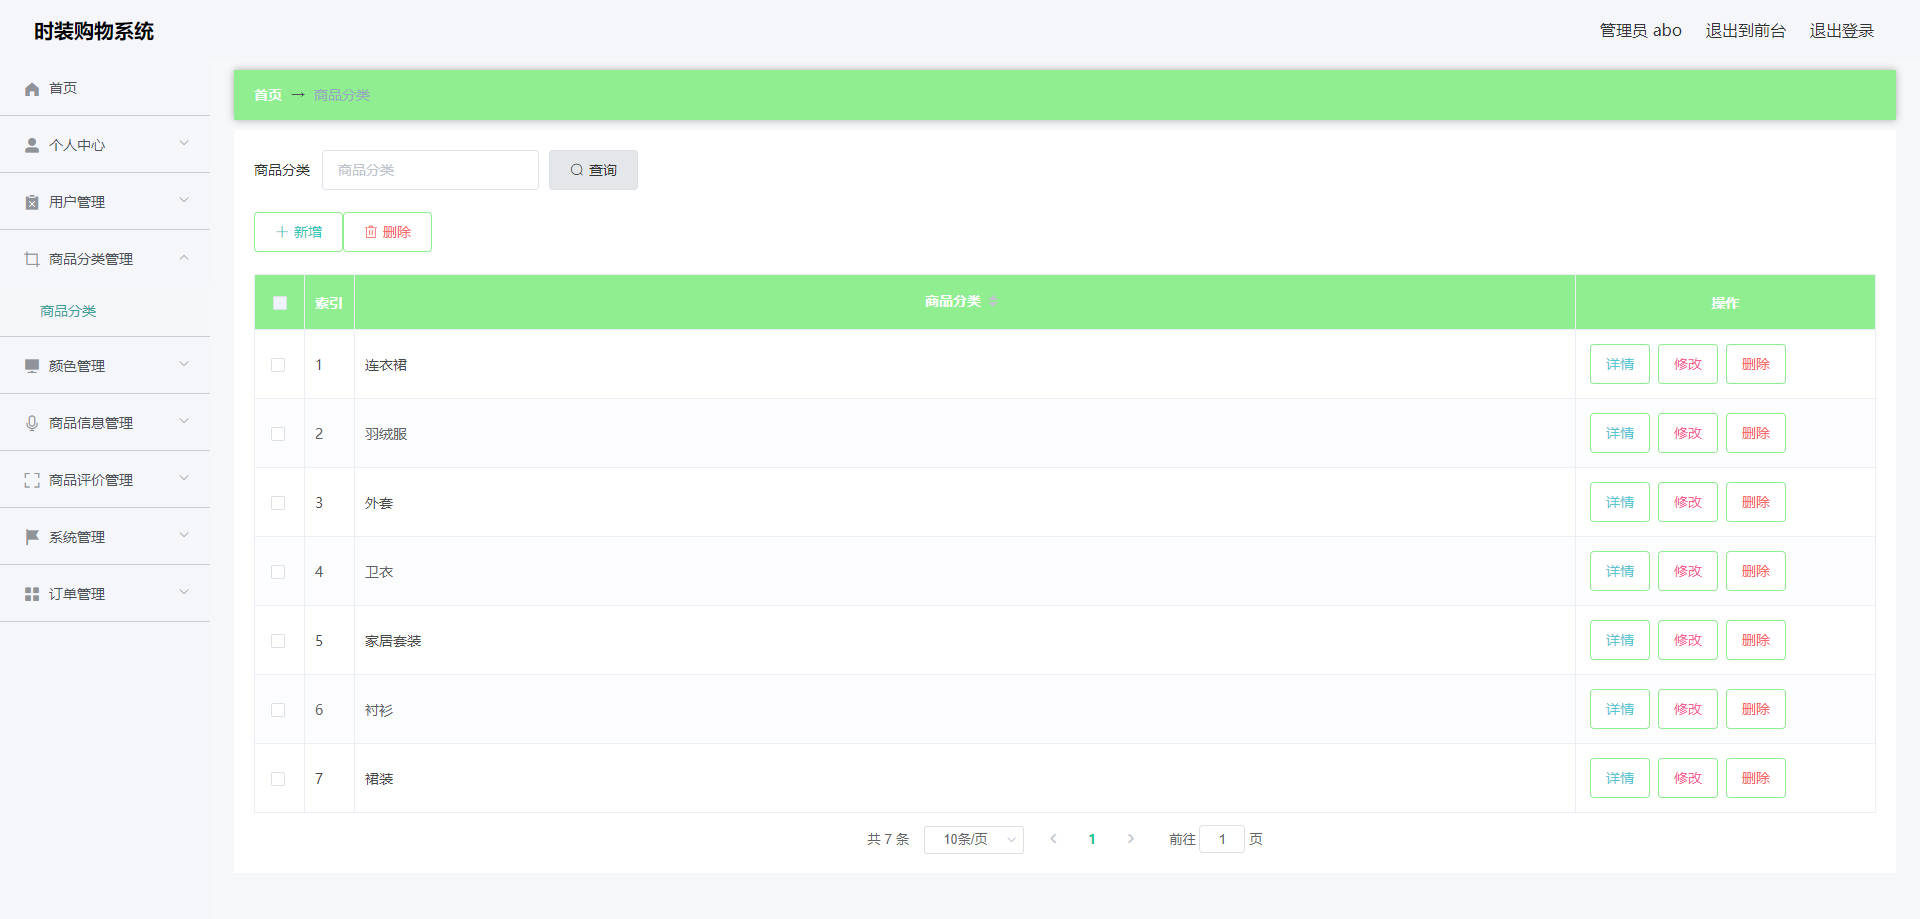 时装购物系统
管理员 abo 退出到前台 退出登录
首页
个人中心
用户管理
商品分类管理
商品分类
颜色管理
商品信息管理
商品评价管理
系统管理
订单管理
首页 → 商品分类
商品分类 商品分类 查询
新增 删除
索引 商品分类 操作
1 连衣裙 详情 修改 删除
2 羽绒服 详情 修改 删除
3 外套 详情 修改 删除
4 卫衣 详情 修改 删除
5 家居套装 详情 修改 删除
6 衬衫 详情 修改 删除
7 裙装 详情 修改 删除
共 7 条 10条/页 1 前往 1 页